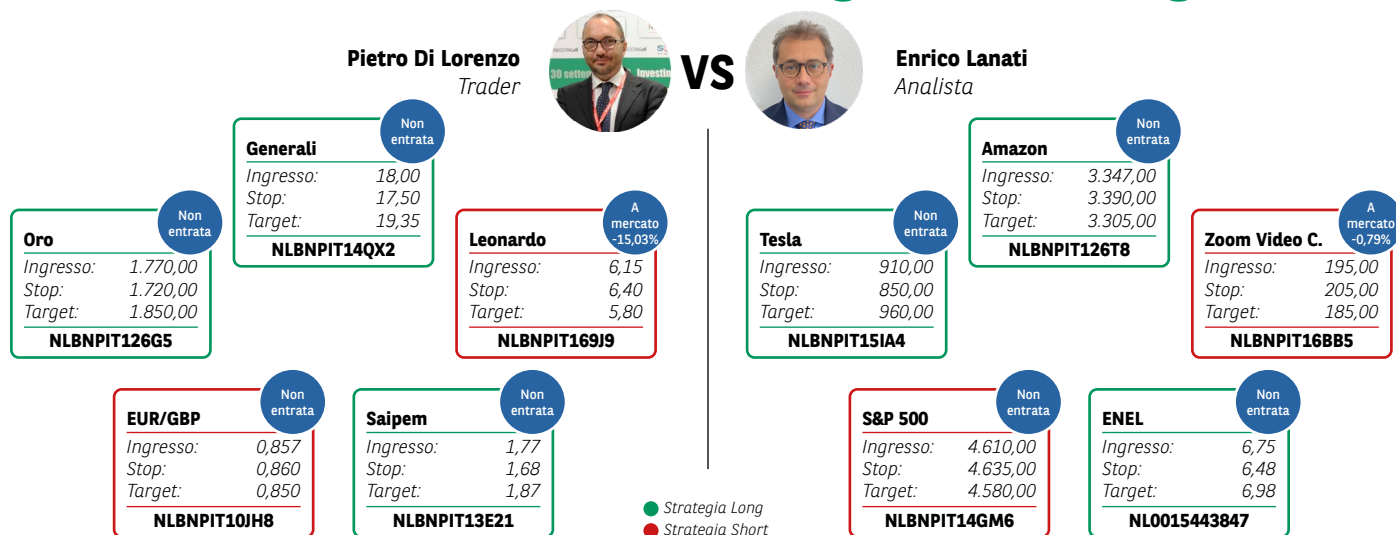 Pietro Di Lorenzo
Trader
VS
Enrico Lanati
Analista
Non entrata
Generali
Ingresso: 18,00
Stop: 17,50
Target: 19,35
NLBNPIT14QX2
Non entrata
Amazon
Ingresso: 3.347,00
Stop: 3.390,00
Target: 3.305,00
NLBNPIT126T8
Non entrata
Oro
Ingresso: 1.770,00
Stop: 1.720,00
Target: 1.850,00
NLBNPIT126G5
A mercato -15,03%
Leonardo
Ingresso: 6,15
Stop: 6,40
Target: 5,80
NLBNPIT169J9
Non entrata
Tesla
Ingresso: 910,00
Stop: 850,00
Target: 960,00
NLBNPIT15IA4
A mercato -0,79%
Zoom Video C.
Ingresso: 195,00
Stop: 205,00
Target: 185,00
NLBNPIT16BB5
Non entrata
EUR/GBP
Ingresso: 0,857
Stop: 0,860
Target: 0,850
NLBNPIT10JH8
Non entrata
Saipem
Ingresso: 1,77
Stop: 1,68
Target: 1,87
NLBNPIT13E21
Non entrata
S&P 500
Ingresso: 4.610,00
Stop: 4.635,00
Target: 4.580,00
NLBNPIT14GM6
Non entrata
ENEL
Ingresso: 6,75
Stop: 6,48
Target: 6,98
NL0015443847
Strategia Long
Strategia Short